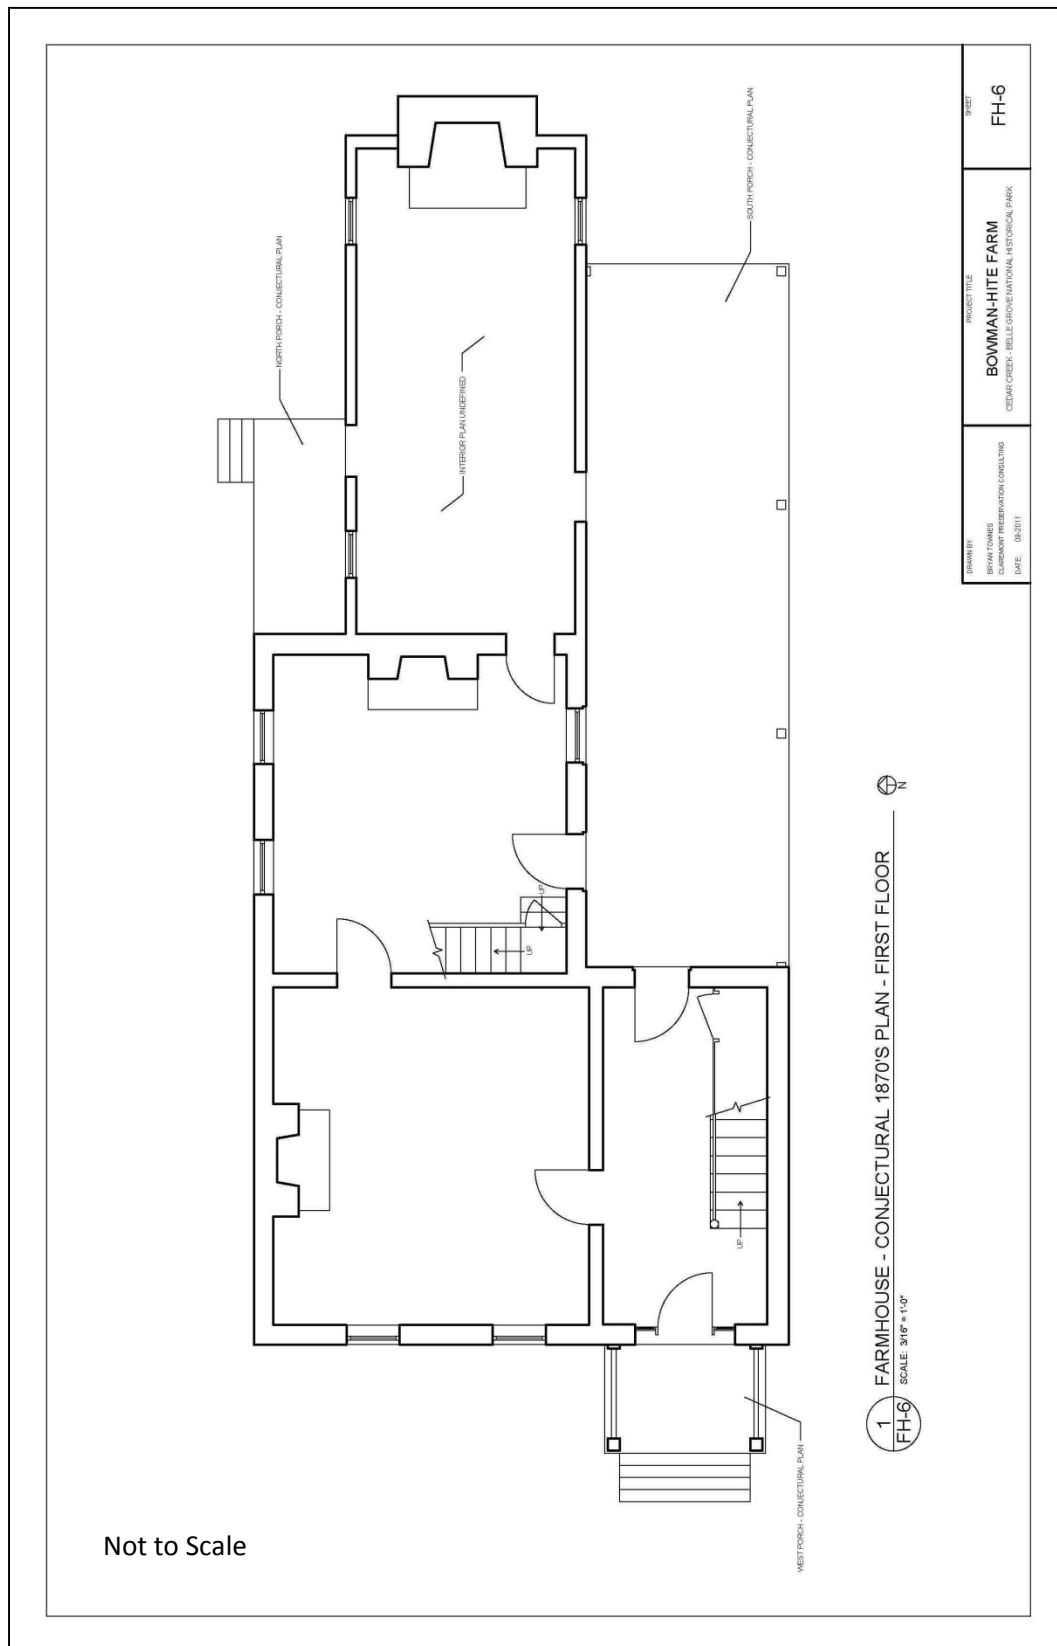 NORTH PORCH - CONJECTURAL PLAN
SOUTH PORCH - CONJECTURAL PLAN
INTERIOR PLAN UNDEFINED
UP
UP
UP
WEST PORCH - CONJECTURAL PLAN
1
FH-6
FARMHOUSE - CONJECTURAL 1870'S PLAN - FIRST FLOOR
SCALE: 3/16" = 1'-0"
N
DRAWN BY
BRYAN TOWNES
CLAREMONT PRESERVATION CONSULTING
DATE: 09-2011
PROJECT TITLE
BOWMAN-HITE FARM
CEDAR CREEK - BELLE GROVE NATIONAL HISTORICAL PARK
SHEET
FH-6
Not to Scale